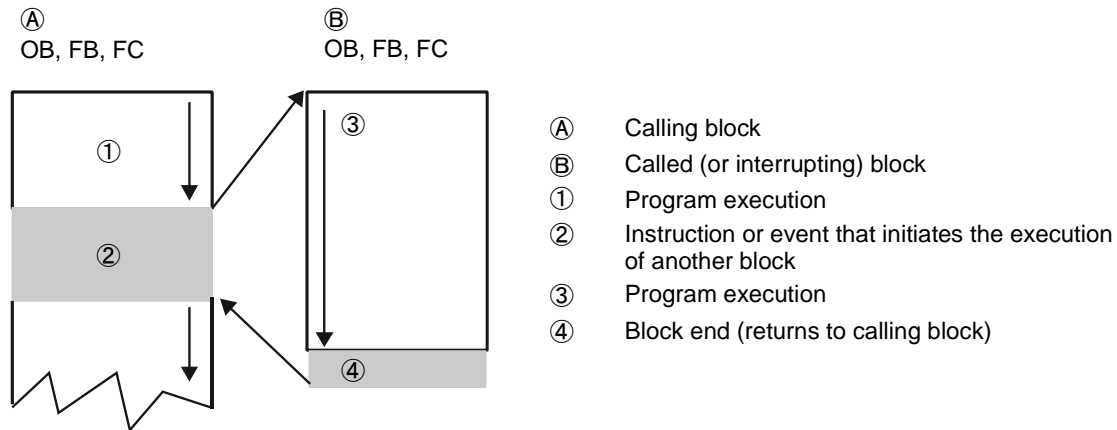 Ⓐ
OB, FB, FC
Ⓑ
OB, FB, FC
①
②
③
④
Ⓐ Calling block
Ⓑ Called (or interrupting) block
① Program execution
② Instruction or event that initiates the execution
of another block
③ Program execution
④ Block end (returns to calling block)